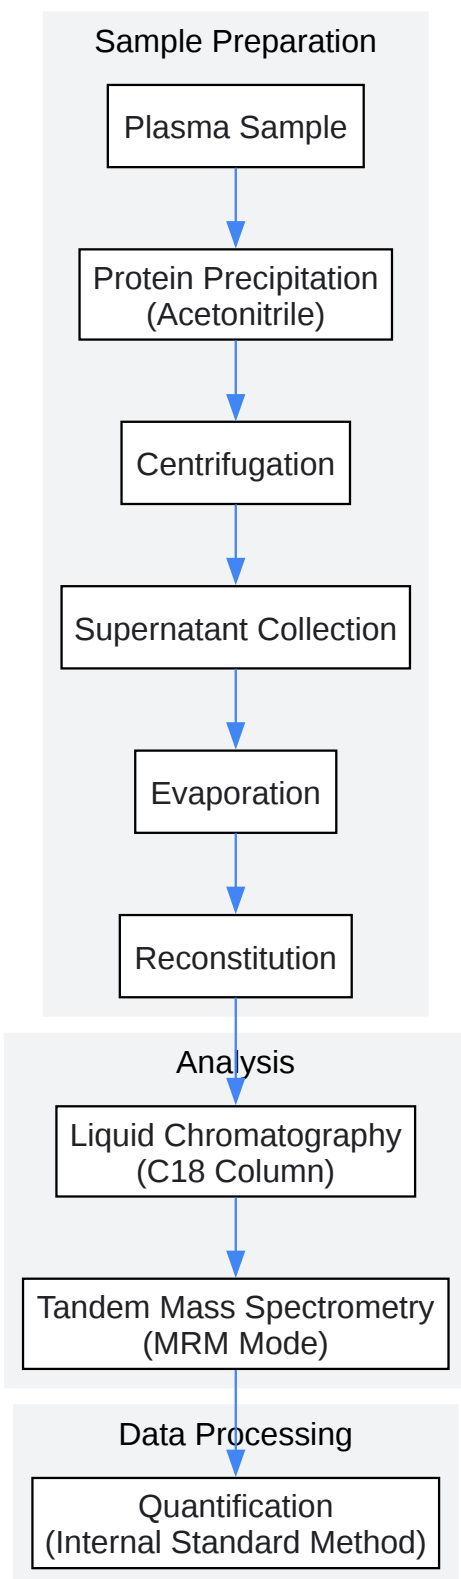 Sample Preparation
Plasma Sample
Protein Precipitation
(Acetonitrile)
Centrifugation
Supernatant Collection
Evaporation
Reconstitution
Analysis
Liquid Chromatography
(C18 Column)
Tandem Mass Spectrometry
(MRM Mode)
Data Processing
Quantification
(Internal Standard Method)